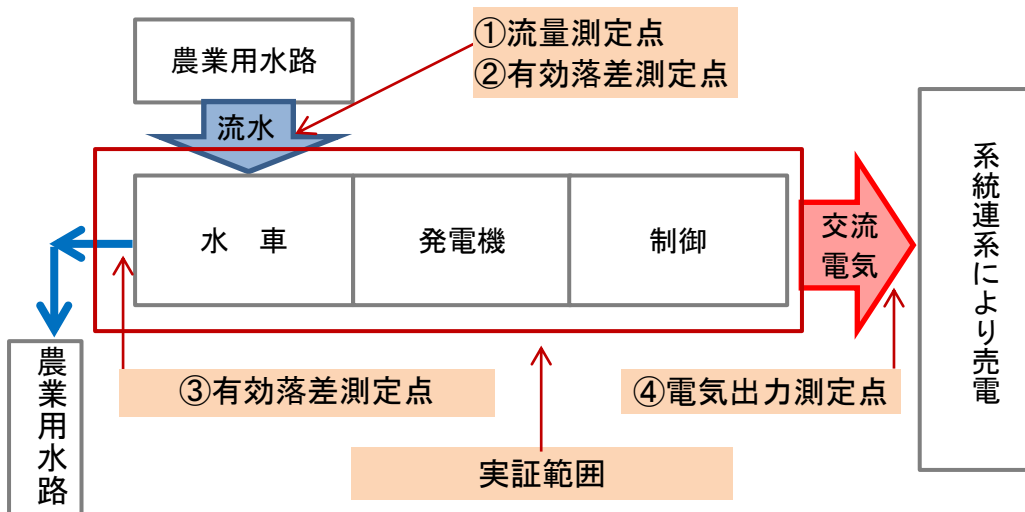 ①流量測定点
②有効落差測定点
農業用水路
流水
水　車
発電機
制御
交流
電気
系統連系により売電
③有効落差測定点
④電気出力測定点
農業用水路
実証範囲